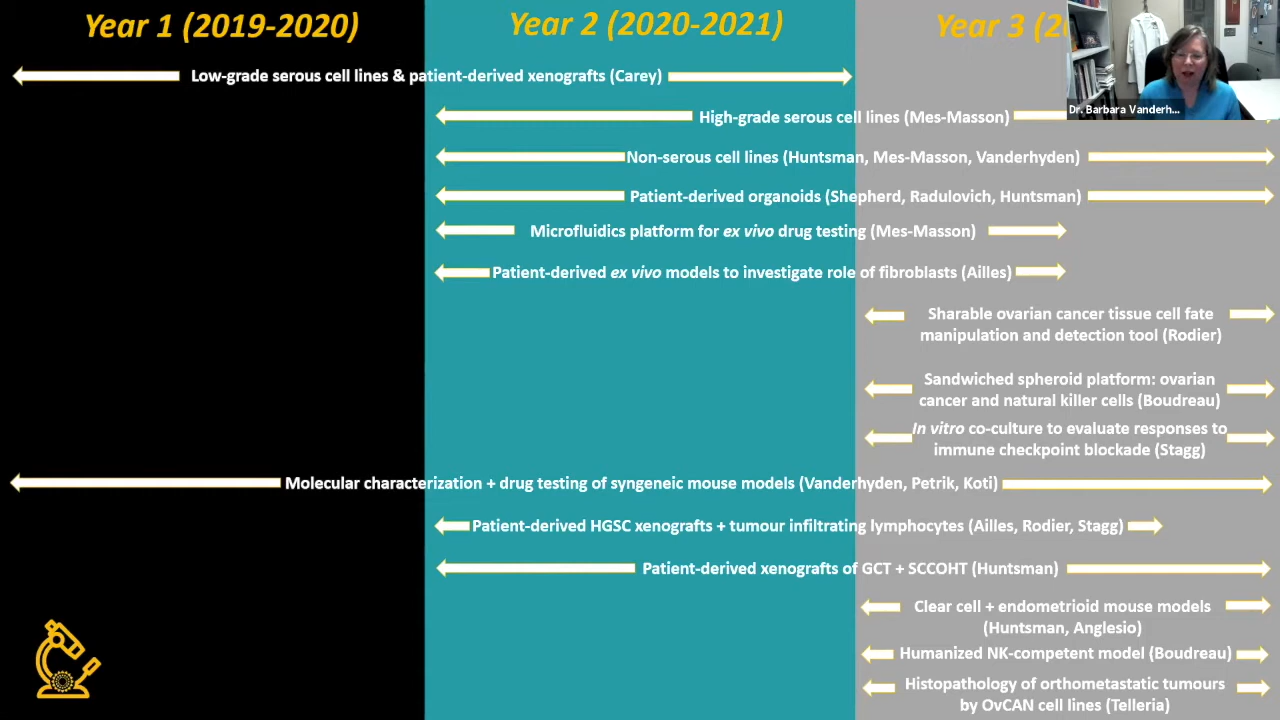 Year 1 (2019-2020)
Year 2 (2020-2021)
Year 3 (2
Dr. Barbara Vanderh...
Low-grade serous cell lines & patient-derived xenografts (Carey)
High-grade serous cell lines (Mes-Masson)
Non-serous cell lines (Huntsman, Mes-Masson, Vanderhyden)
Patient-derived organoids (Shepherd, Radulovich, Huntsman)
Microfluidics platform for ex vivo drug testing (Mes-Masson)
Patient-derived ex vivo models to investigate role of fibroblasts (Ailles)
Sharable ovarian cancer tissue cell fate
manipulation and detection tool (Rodier)
Sandwiched spheroid platform: ovarian
cancer and natural killer cells (Boudreau)
In vitro co-culture to evaluate responses to
immune checkpoint blockade (Stagg)
Molecular characterization + drug testing of syngeneic mouse models (Vanderhyden, Petrik, Koti)
Patient-derived HGSC xenografts + tumour infiltrating lymphocytes (Ailles, Rodier, Stagg)
Patient-derived xenografts of GCT + SCCOHT (Huntsman)
Clear cell + endometrioid mouse models
(Huntsman, Anglesio)
Humanized NK-competent model (Boudreau)
Histopathology of orthometastatic tumours
by OvCAN cell lines (Telleria)